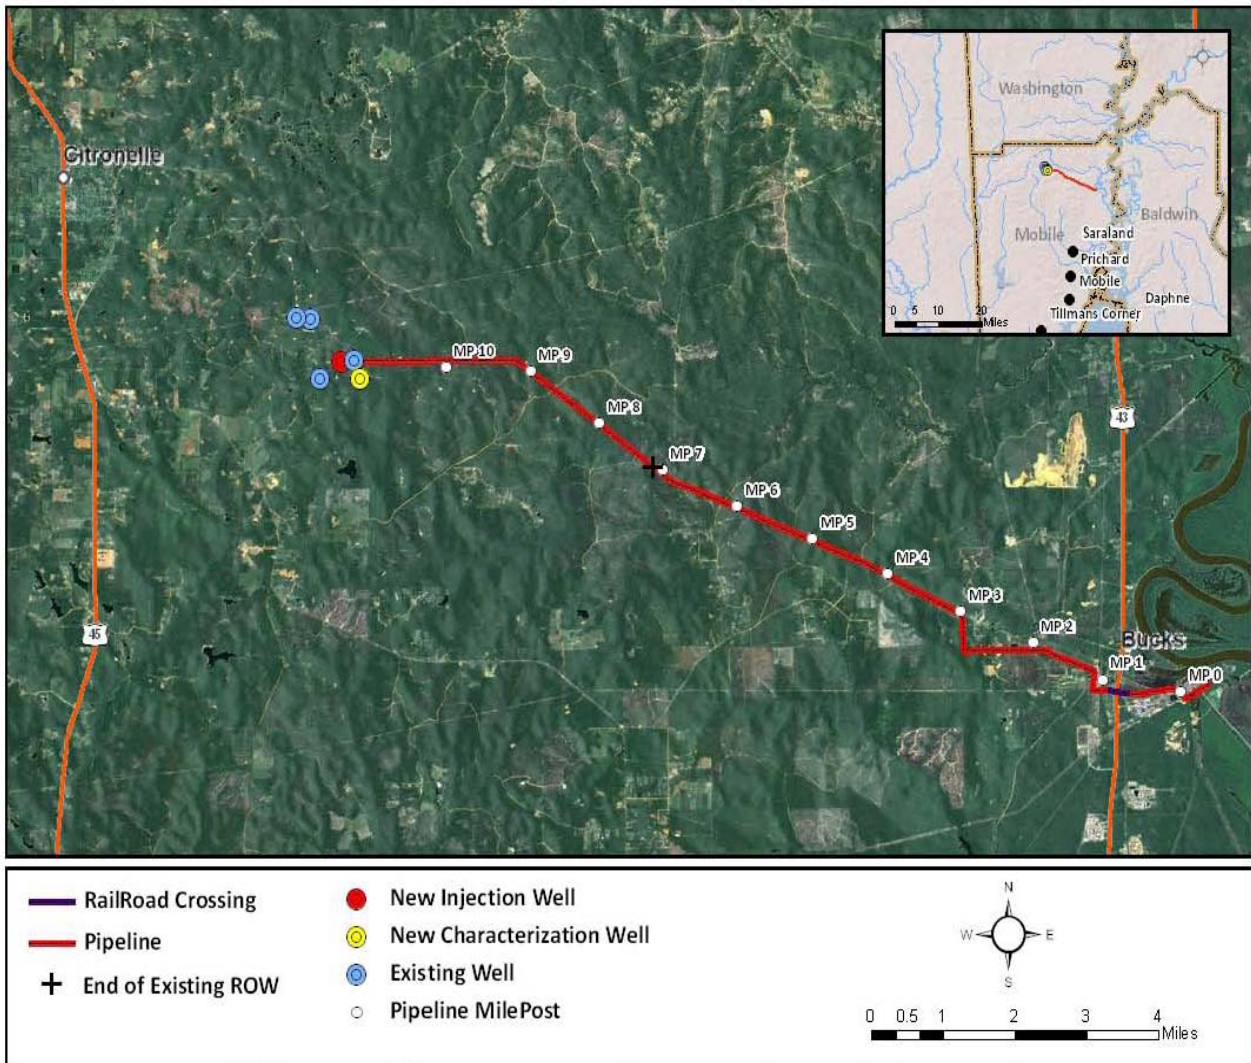 Citronelle
Washington
Baldwin
Mobile
Saraland
Prichard
Mobile
Daphne
Tillmans Corner
0 5 10 20
Miles
MP 10
MP 9
MP 8
43
MP 7
MP 6
MP 5
MP 4
MP 3
45
MP 2
Bucks
MP 1
MP 0
RailRoad Crossing
Pipeline
End of Existing ROW
New Injection Well
New Characterization Well
Existing Well
Pipeline MilePost
N
W E
S
0 0.5 1 2 3 4
Miles